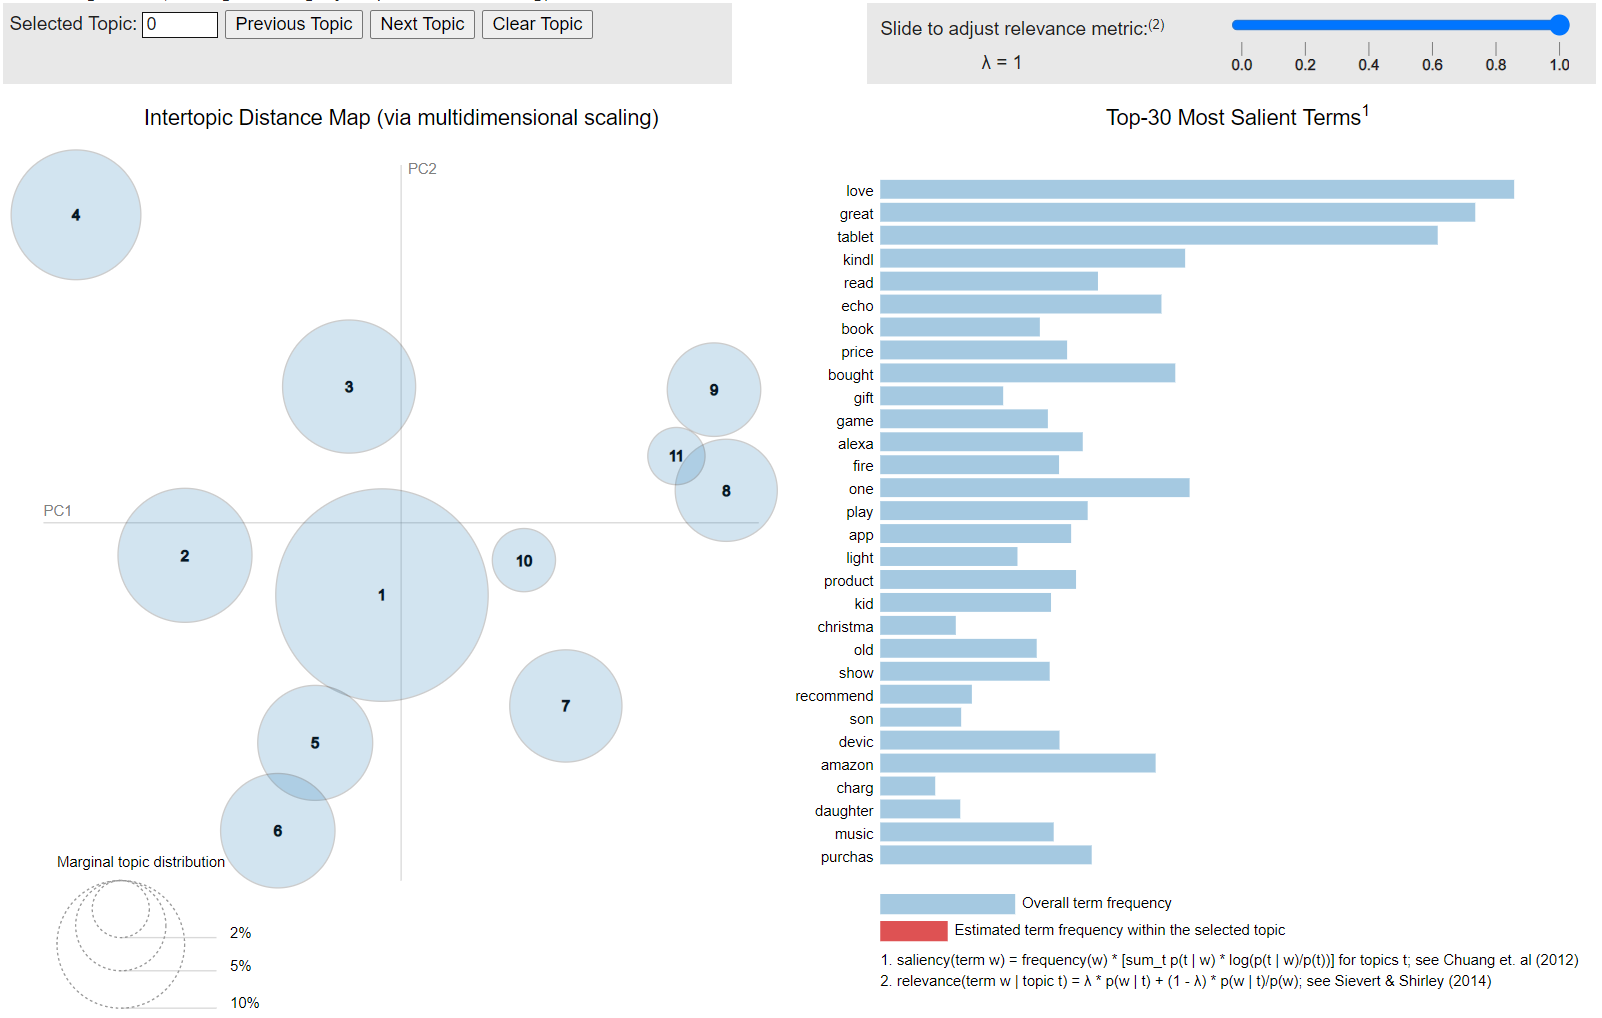 Selected Topic: 0 Previous Topic Next Topic Clear Topic
Slide to adjust relevance metric:(2)
λ = 1
0.0 0.2 0.4 0.6 0.8 1.0
Intertopic Distance Map (via multidimensional scaling)
PC2
PC1
4
3
9
11
8
2
10
1
7
5
6
Marginal topic distribution
2%
5%
10%
Top-30 Most Salient Terms1
love
great
tablet
kindl
read
echo
book
price
bought
gift
game
alexa
fire
one
play
app
light
product
kid
christma
old
show
recommend
son
devic
amazon
charg
daughter
music
purchas
Overall term frequency
Estimated term frequency within the selected topic
1. saliency(term w) = frequency(w) * [sum_t p(t | w) * log(p(t | w)/p(t))] for topics t; see Chuang et. al (2012)
2. relevance(term w | topic t) = λ * p(w | t) + (1 - λ) * p(w | t)/p(w); see Sievert & Shirley (2014)